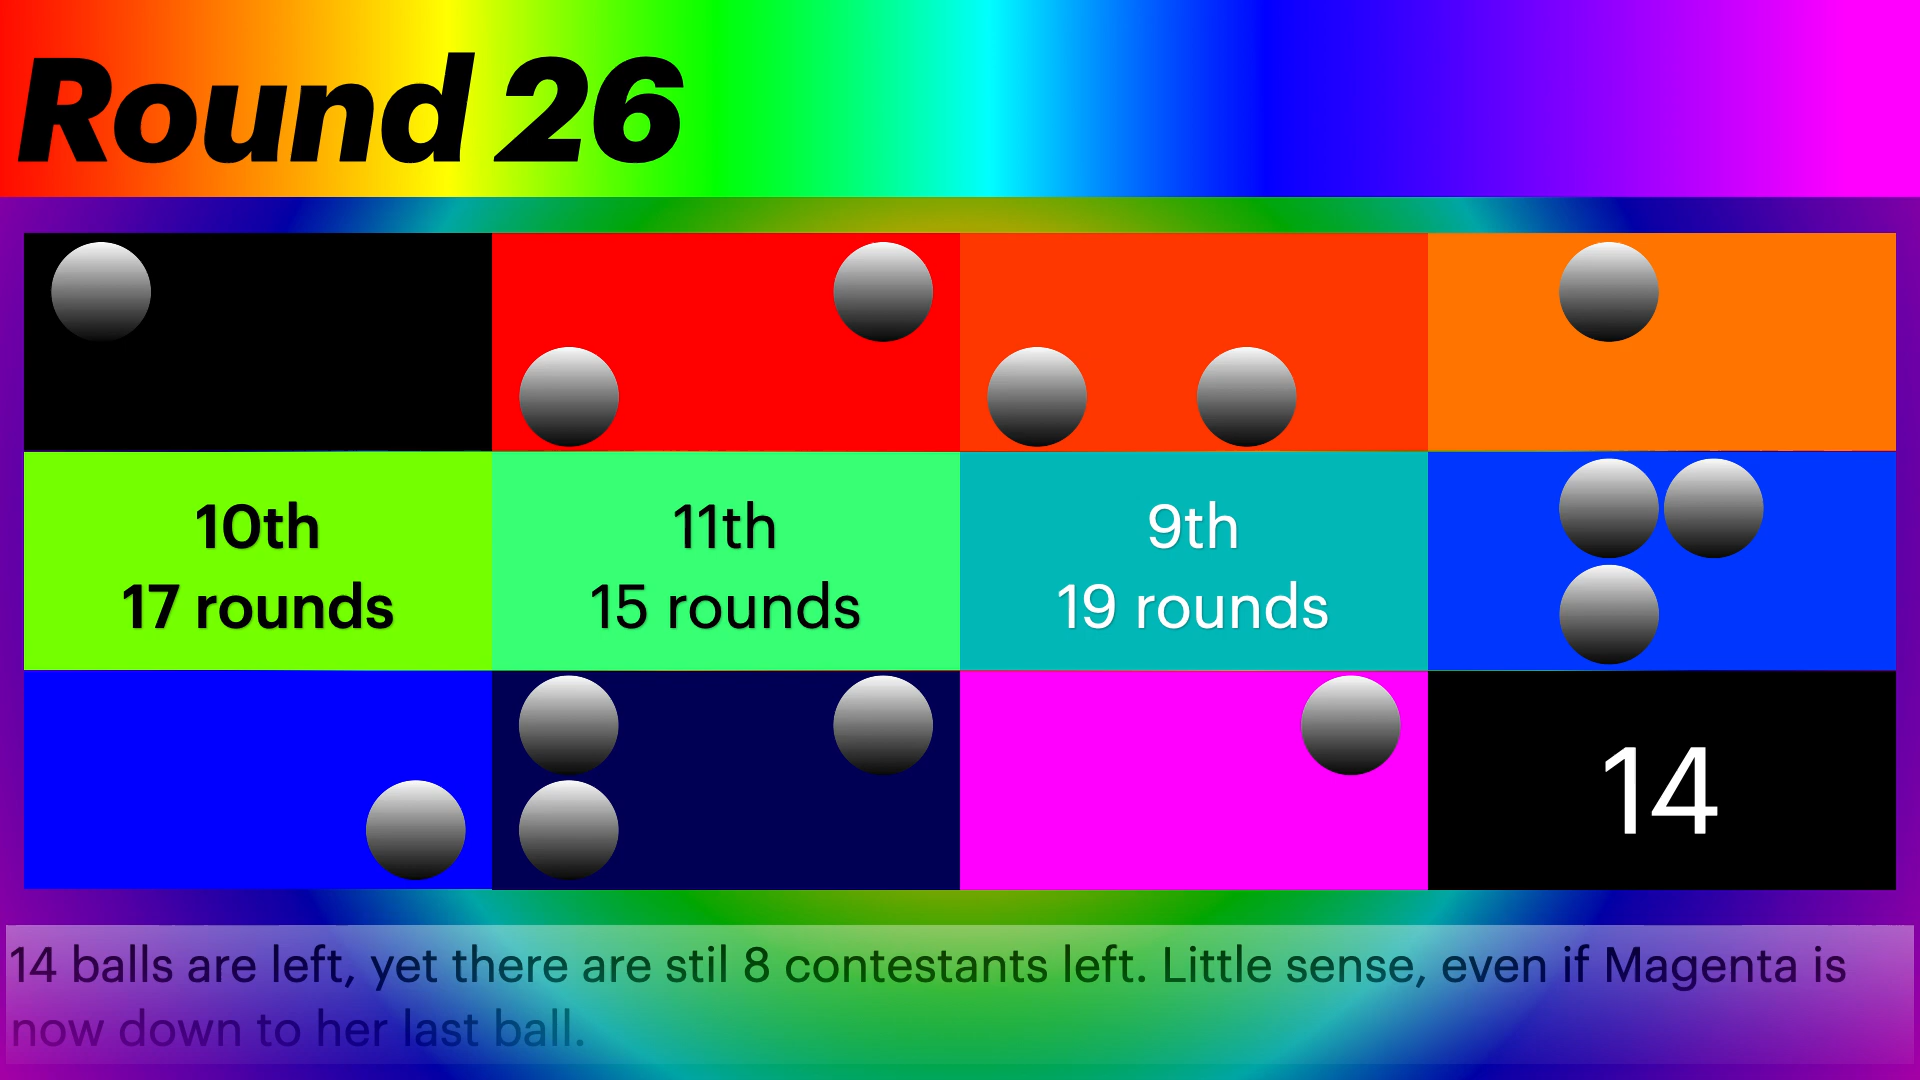 Round 26
10th
17 rounds
11th
15 rounds
9th
19 rounds
14
14 balls are left, yet there are stil 8 contestants left. Little sense, even if Magenta is
now down to her last ball.